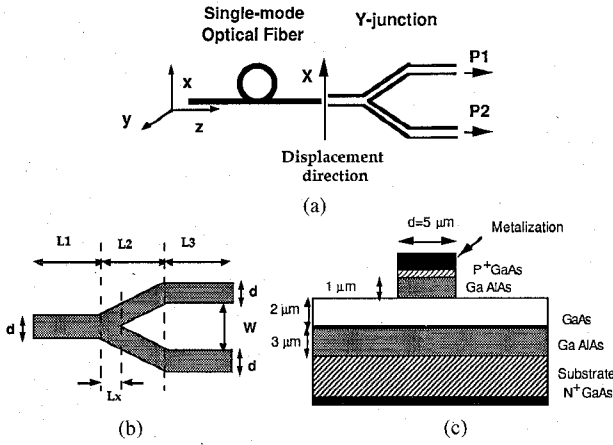 Single-mode
Optical Fiber
Y-junction
P1
P2
x
y
z
X
Displacement
direction
(a)
L1
L2
L3
d
d
W
d
Lx
(b)
d=5 µm
Metalization
1 µm
P+GaAs
Ga AlAs
2 µm
GaAs
3 µm
Ga AlAs
Substrate
N+GaAs
(c)